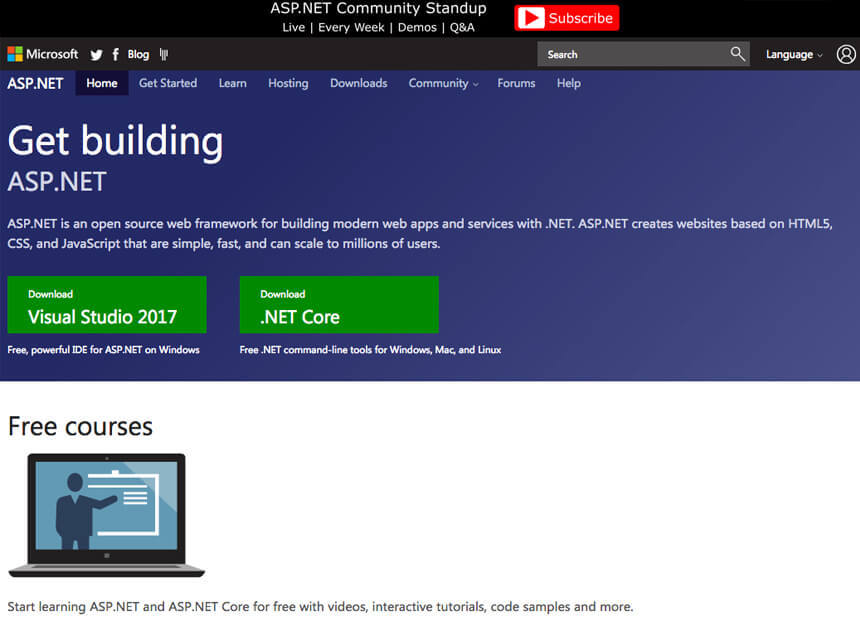 ASP.NET Community Standup
Live | Every Week | Demos | Q&A
Subscribe
Microsoft Blog Search Language
ASP.NET Home Get Started Learn Hosting Downloads Community Forums Help
Get building
ASP.NET
ASP.NET is an open source web framework for building modern web apps and services with .NET. ASP.NET creates websites based on HTML5,
CSS, and JavaScript that are simple, fast, and can scale to millions of users.
Download
Visual Studio 2017
Free, powerful IDE for ASP.NET on Windows
Download
.NET Core
Free .NET command-line tools for Windows, Mac, and Linux
Free courses
Start learning ASP.NET and ASP.NET Core for free with videos, interactive tutorials, code samples and more.